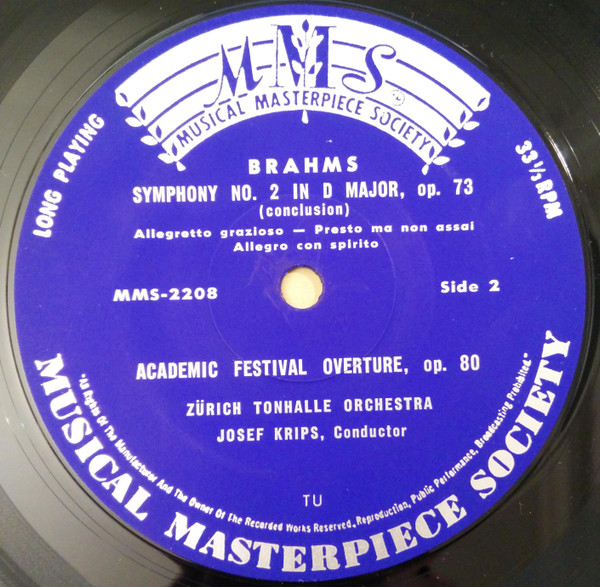 MMS
MUSICAL MASTERPIECE SOCIETY
LONG PLAYING
33⅓ RPM
BRAHMS
SYMPHONY NO. 2 IN D MAJOR, op. 73
(conclusion)
Allegretto grazioso — Presto ma non assai
Allegro con spirito
MMS-2208
Side 2
ACADEMIC FESTIVAL OVERTURE, op. 80
ZÜRICH TONHALLE ORCHESTRA
JOSEF KRIPS, Conductor
TU
"All Rights Of The Manufacturer And The Owner Of The Recorded Works Reserved. Reproduction, Public Performance, Broadcasting Prohibited."
MUSICAL MASTERPIECE SOCIETY